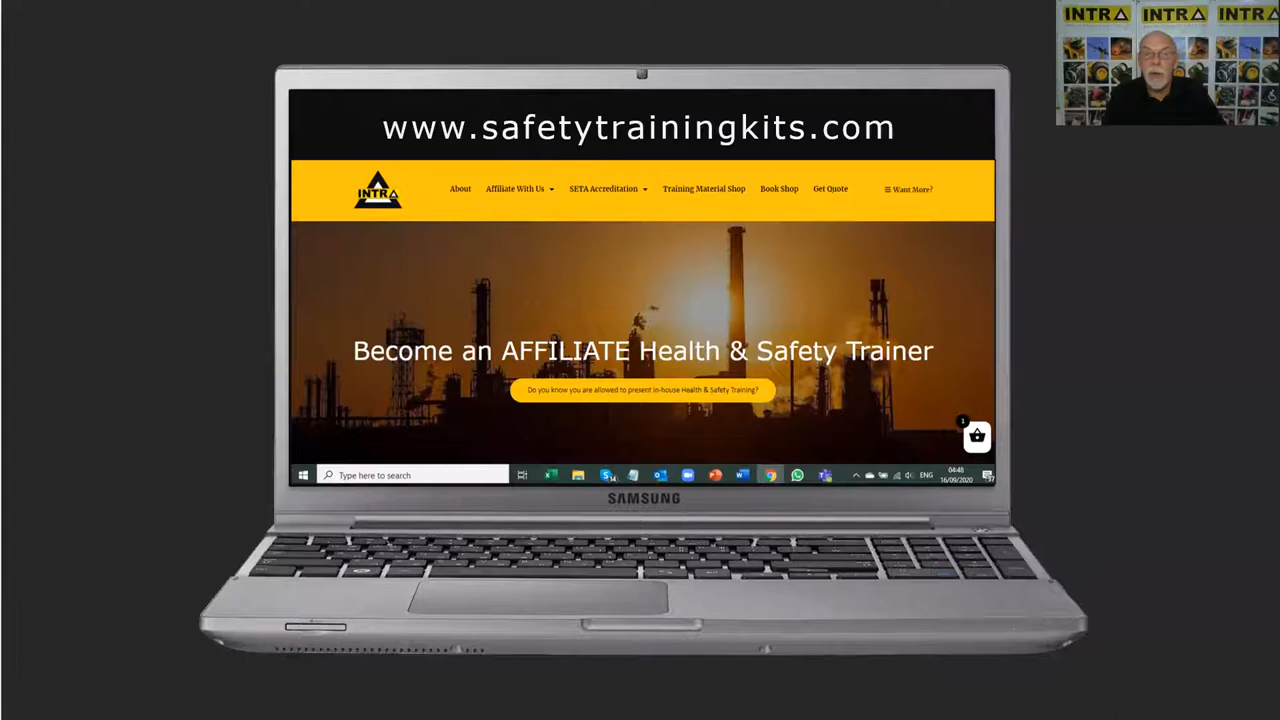 INTRA INTRA INTRA
www.safetytrainingkits.com
INTRA
About Affiliate With Us SETA Accreditation Training Material Shop Book Shop Get Quote Want More?
Become an AFFILIATE Health & Safety Trainer
Do you know you are allowed to present in-house Health & Safety Training?
1
Type here to search
14
ENG
04:48
16/09/2020
SAMSUNG